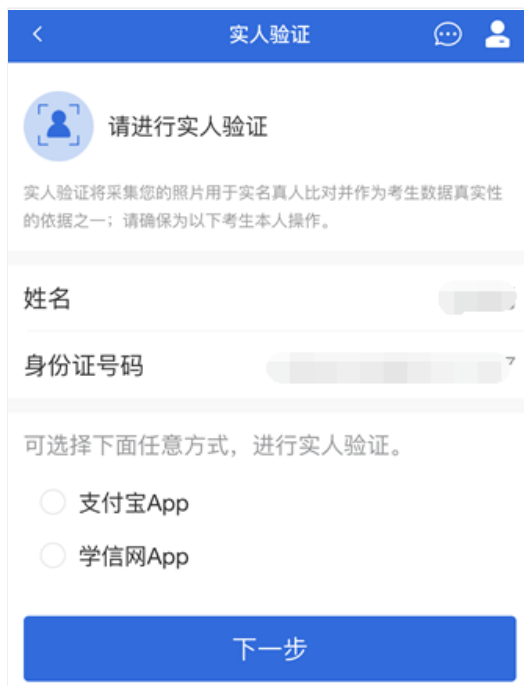 实人验证
请进行实人验证
实人验证将采集您的照片用于实名真人比对并作为考生数据真实性
的依据之一；请确保为以下考生本人操作。
姓名
身份证号码
可选择下面任意方式，进行实人验证。
支付宝App
学信网App
下一步